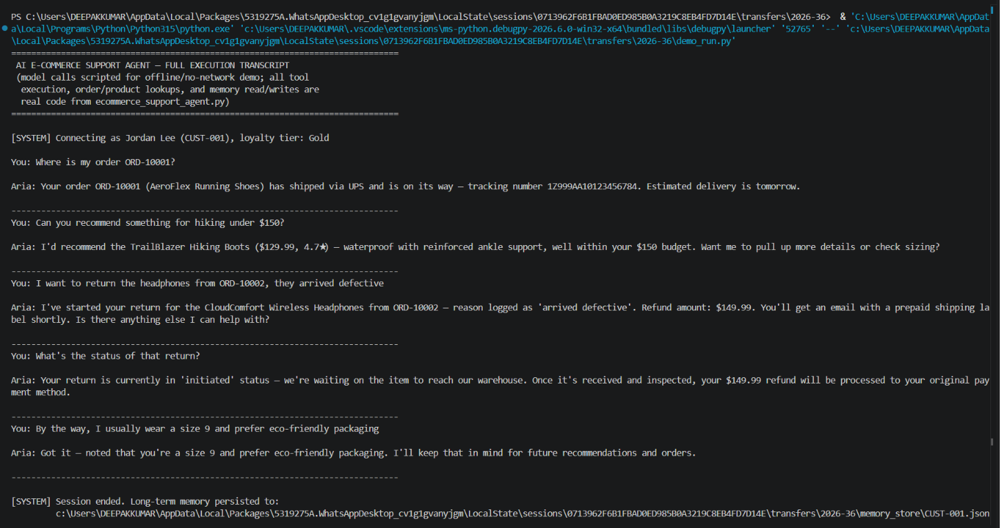 PS C:\Users\DEEPAKKUMAR\AppData\Local\Packages\5319275A.WhatsAppDesktop_cv1g1gvanyjgm\LocalState\sessions\0713962F6B1FBAD0ED985B0A3219C8EB4FD7D14E\transfers\2026-36>  & 'C:\Users\DEEPAKKUMAR\AppDat
a\Local\Programs\Python\Python315\python.exe' 'c:\Users\DEEPAKKUMAR\.vscode\extensions\ms-python.debugpy-2026.6.0-win32-x64\bundled\libs\debugpy\launcher' '52765' '--' 'c:\Users\DEEPAKKUMAR\AppData
\Local\Packages\5319275A.WhatsAppDesktop_cv1g1gvanyjgm\LocalState\sessions\0713962F6B1FBAD0ED985B0A3219C8EB4FD7D14E\transfers\2026-36\demo_run.py'
==============================================================================
AI E-COMMERCE SUPPORT AGENT — FULL EXECUTION TRANSCRIPT
(model calls scripted for offline/no-network demo; all tool
execution, order/product lookups, and memory read/writes are
real code from ecommerce_support_agent.py)
==============================================================================
[SYSTEM] Connecting as Jordan Lee (CUST-001), loyalty tier: Gold
You: Where is my order ORD-10001?
Aria: Your order ORD-10001 (AeroFlex Running Shoes) has shipped via UPS and is on its way — tracking number 1Z999AA10123456784. Estimated delivery is tomorrow.
------------------------------------------------------------------------------
You: Can you recommend something for hiking under $150?
Aria: I'd recommend the TrailBlazer Hiking Boots ($129.99, 4.7★) — waterproof with reinforced ankle support, well within your $150 budget. Want me to pull up more details or check sizing?
------------------------------------------------------------------------------
You: I want to return the headphones from ORD-10002, they arrived defective
Aria: I've started your return for the CloudComfort Wireless Headphones from ORD-10002 — reason logged as 'arrived defective'. Refund amount: $149.99. You'll get an email with a prepaid shipping la
bel shortly. Is there anything else I can help with?
------------------------------------------------------------------------------
You: What's the status of that return?
Aria: Your return is currently in 'initiated' status — we're waiting on the item to reach our warehouse. Once it's received and inspected, your $149.99 refund will be processed to your original pay
ment method.
------------------------------------------------------------------------------
You: By the way, I usually wear a size 9 and prefer eco-friendly packaging
Aria: Got it — noted that you're a size 9 and prefer eco-friendly packaging. I'll keep that in mind for future recommendations and orders.
------------------------------------------------------------------------------
[SYSTEM] Session ended. Long-term memory persisted to:
c:\Users\DEEPAKKUMAR\AppData\Local\Packages\5319275A.WhatsAppDesktop_cv1g1gvanyjgm\LocalState\sessions\0713962F6B1FBAD0ED985B0A3219C8EB4FD7D14E\transfers\2026-36\memory_store\CUST-001.json